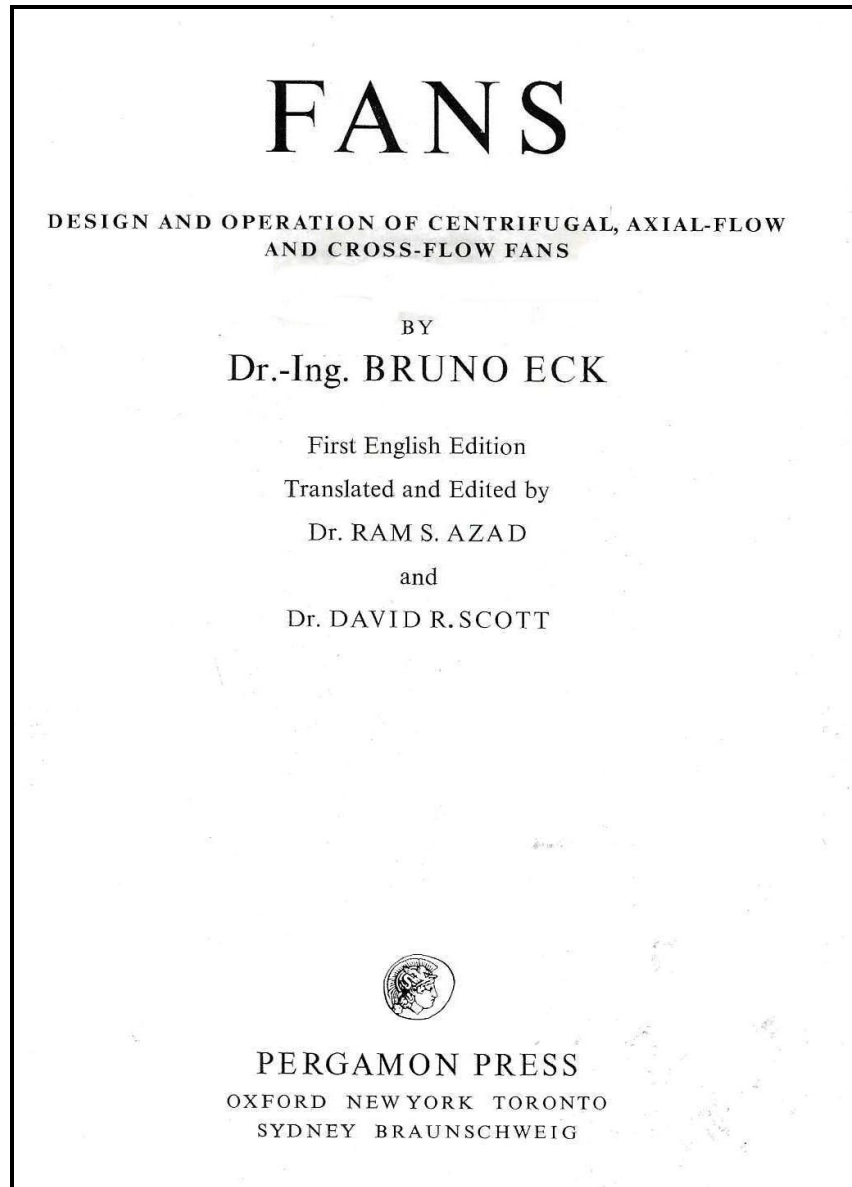 FANS
DESIGN AND OPERATION OF CENTRIFUGAL, AXIAL-FLOW
AND CROSS-FLOW FANS
BY
Dr.-Ing. BRUNO ECK
First English Edition
Translated and Edited by
Dr. RAM S. AZAD
and
Dr. DAVID R. SCOTT
PERGAMON PRESS
OXFORD NEW YORK TORONTO
SYDNEY BRAUNSCHWEIG